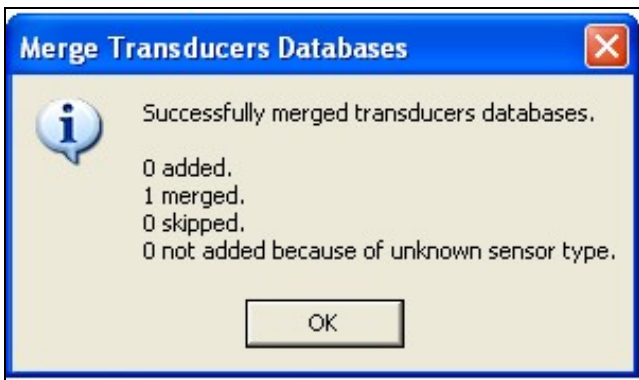 Merge Transducers Databases
Successfully merged transducers databases.
0 added.
1 merged.
0 skipped.
0 not added because of unknown sensor type.
OK